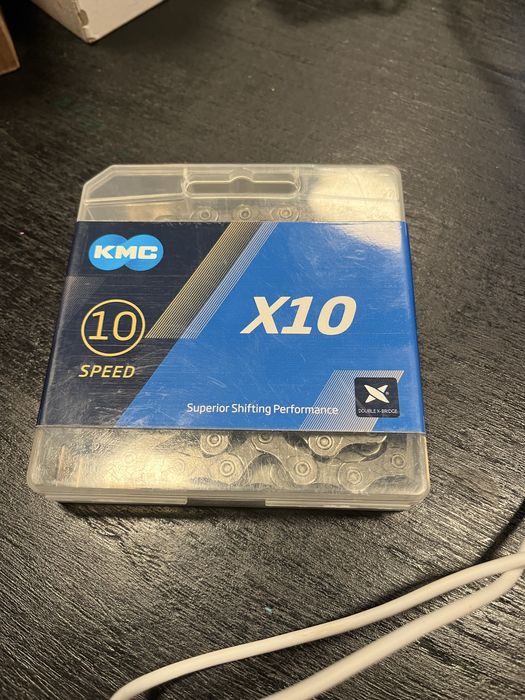 KMC
10
SPEED
X10
Superior Shifting Performance
DOUBLE X-BRIDGE